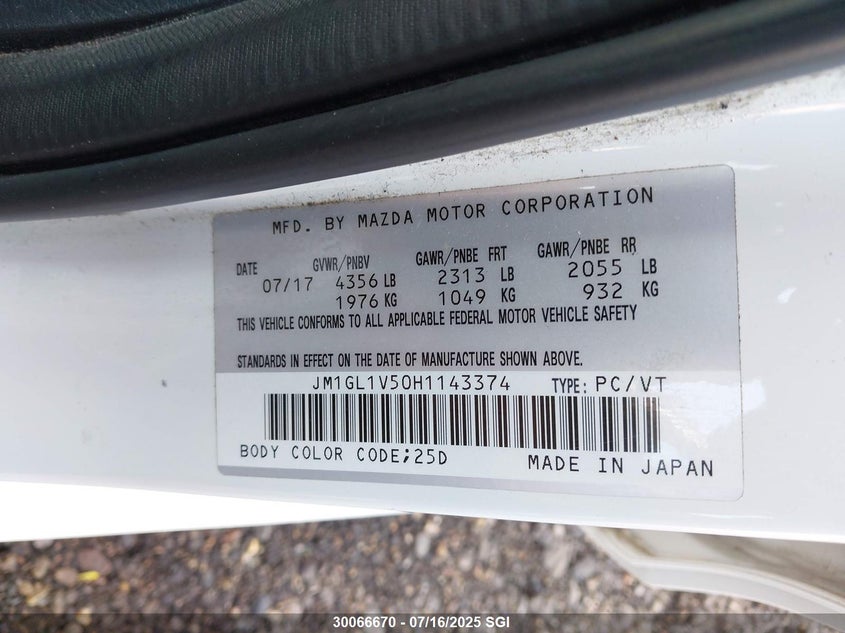 MFD. BY MAZDA MOTOR CORPORATION
DATE GVWR/PNBV GAWR/PNBE FRT GAWR/PNBE RR
07/17 4356 LB 2313 LB 2055 LB
1976 KG 1049 KG 932 KG
THIS VEHICLE CONFORMS TO ALL APPLICABLE FEDERAL MOTOR VEHICLE SAFETY
STANDARDS IN EFFECT ON THE DATE OF MANUFACTURE SHOWN ABOVE.
JM1GL1V50H1143374 TYPE: PC/VT
BODY COLOR CODE;25D MADE IN JAPAN
30066670 - 07/16/2025 SGI